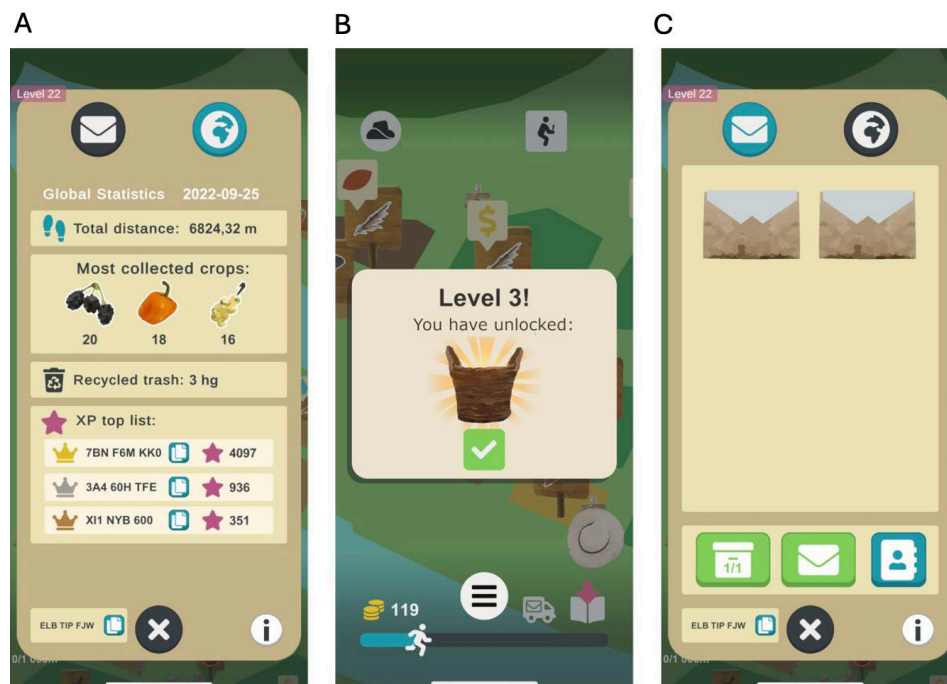 A
B
C
Level 22
Global Statistics 2022-09-25
Total distance: 6824,32 m
Most collected crops:
20 18 16
Recycled trash: 3 hg
XP top list:
7BN F6M KK0 4097
3A4 60H TFE 936
XI1 NYB 600 351
ELB TIP FJW
$
Level 3!
You have unlocked:
119
Level 22
1/1
ELB TIP FJW